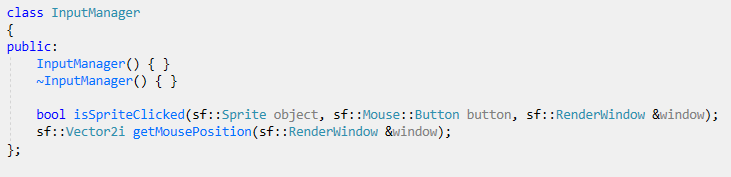 class InputManager
{
public:
    InputManager() { }
    ~InputManager() { }

    bool isSpriteClicked(sf::Sprite object, sf::Mouse::Button button, sf::RenderWindow &window);
    sf::Vector2i getMousePosition(sf::RenderWindow &window);
};